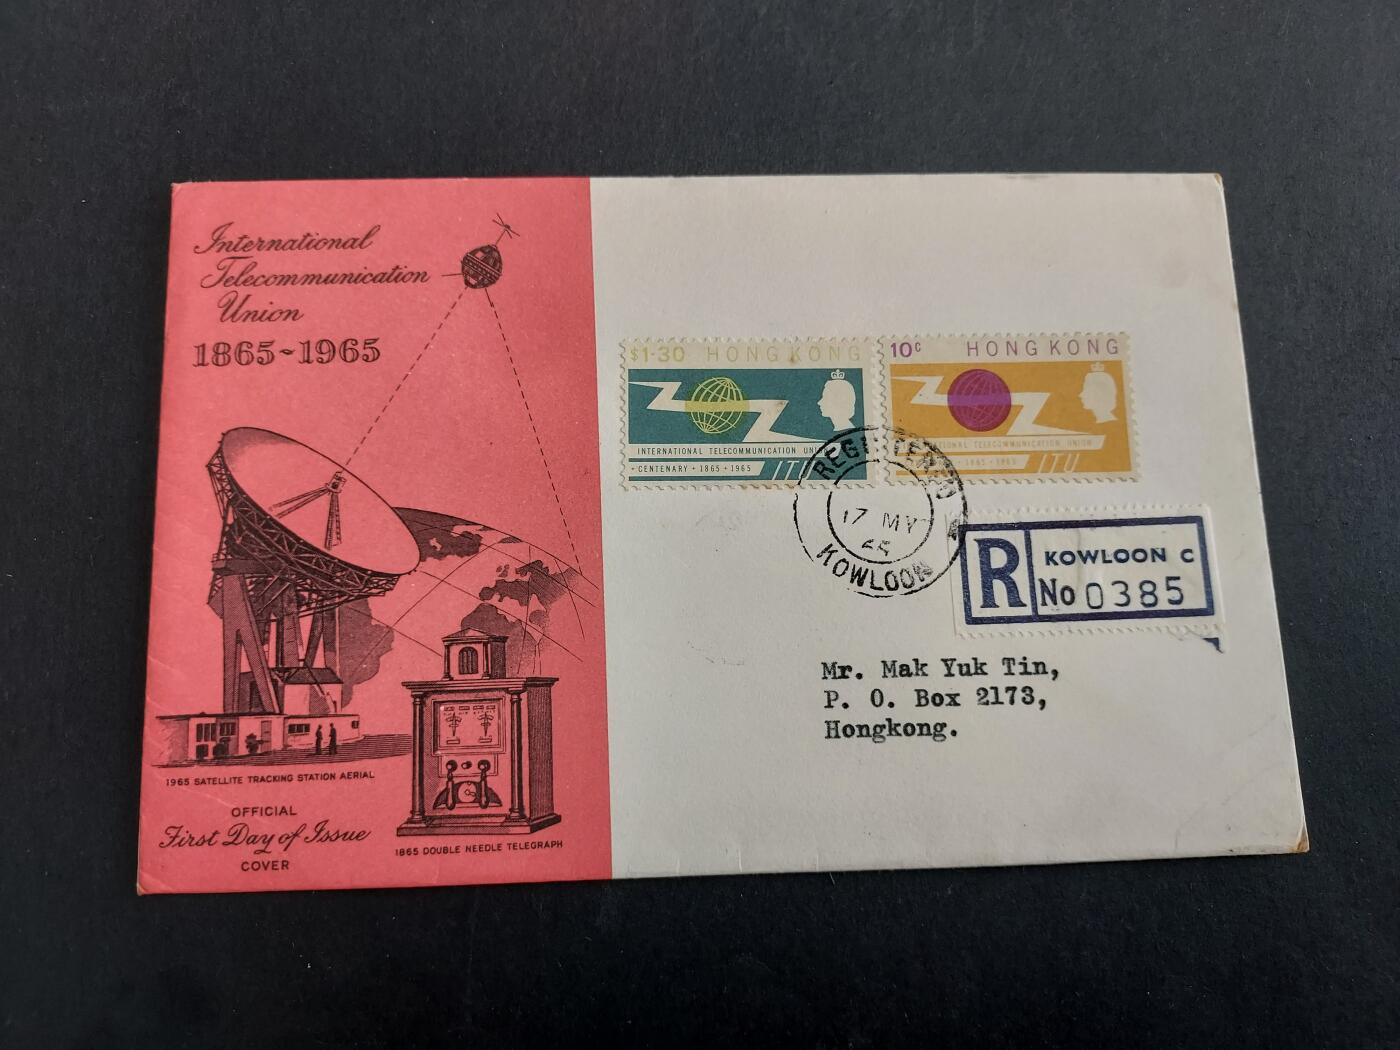 International
Telecommunication
Union
1865~1965
1965 SATELLITE TRACKING STATION AERIAL
OFFICIAL
First Day of Issue
COVER
1865 DOUBLE NEEDLE TELEGRAPH
$1·30 HONG KONG
INTERNATIONAL TELECOMMUNICATION UNION
• CENTENARY • 1865 • 1965 ITU
10c HONG KONG
TELECOMMUNICATION UNION
1865 • 1965 ITU
REGISTERED
17 MY
65
KOWLOON
R KOWLOON C
No 0385
Mr. Mak Yuk Tin,
P. O. Box 2173,
Hongkong.